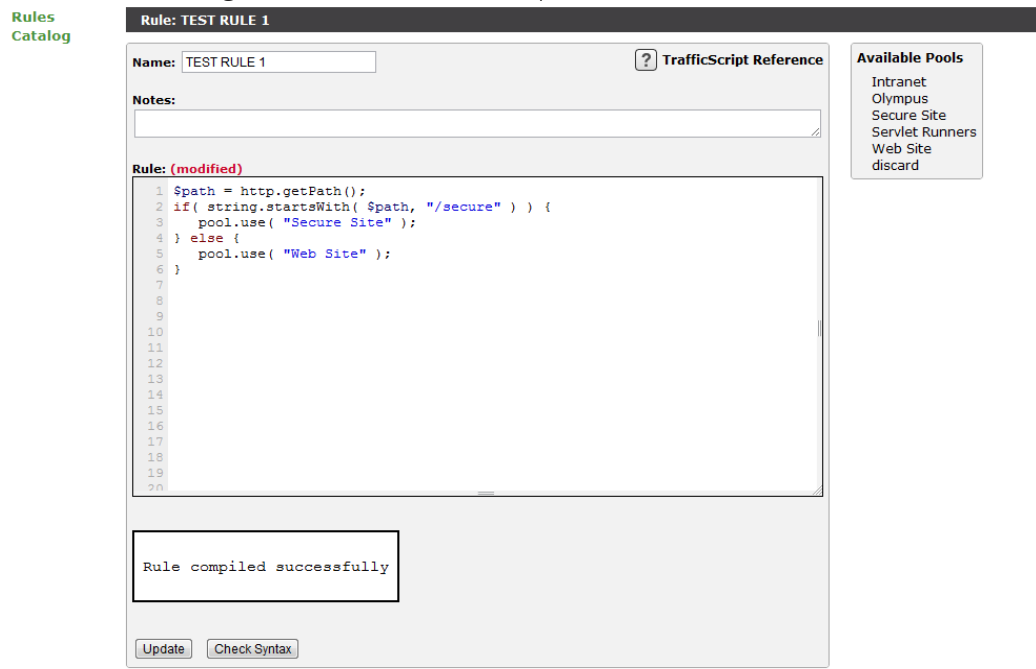 Rules
Catalog
Rule: TEST RULE 1
Name: TEST RULE 1
? TrafficScript Reference
Notes:
Rule: (modified)
1 $path = http.getPath();
2 if( string.startsWith( $path, "/secure" ) ) {
3    pool.use( "Secure Site" );
4 } else {
5    pool.use( "Web Site" );
6 }
7
8
9
10
11
12
13
14
15
16
17
18
19
20
Rule compiled successfully
Update
Check Syntax
Available Pools
Intranet
Olympus
Secure Site
Servlet Runners
Web Site
discard